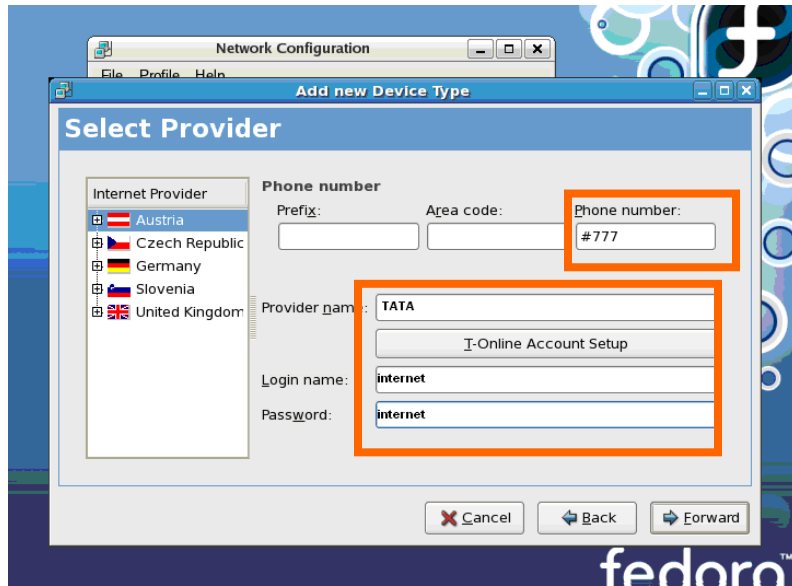 Network Configuration
File Profile Help
Add new Device Type
Select Provider
Internet Provider
Austria
Czech Republic
Germany
Slovenia
United Kingdom
Phone number
Prefix:
Area code:
Phone number:
#777
Provider name:
TATA
T-Online Account Setup
Login name:
internet
Password:
internet
Cancel
Back
Forward
fedora™